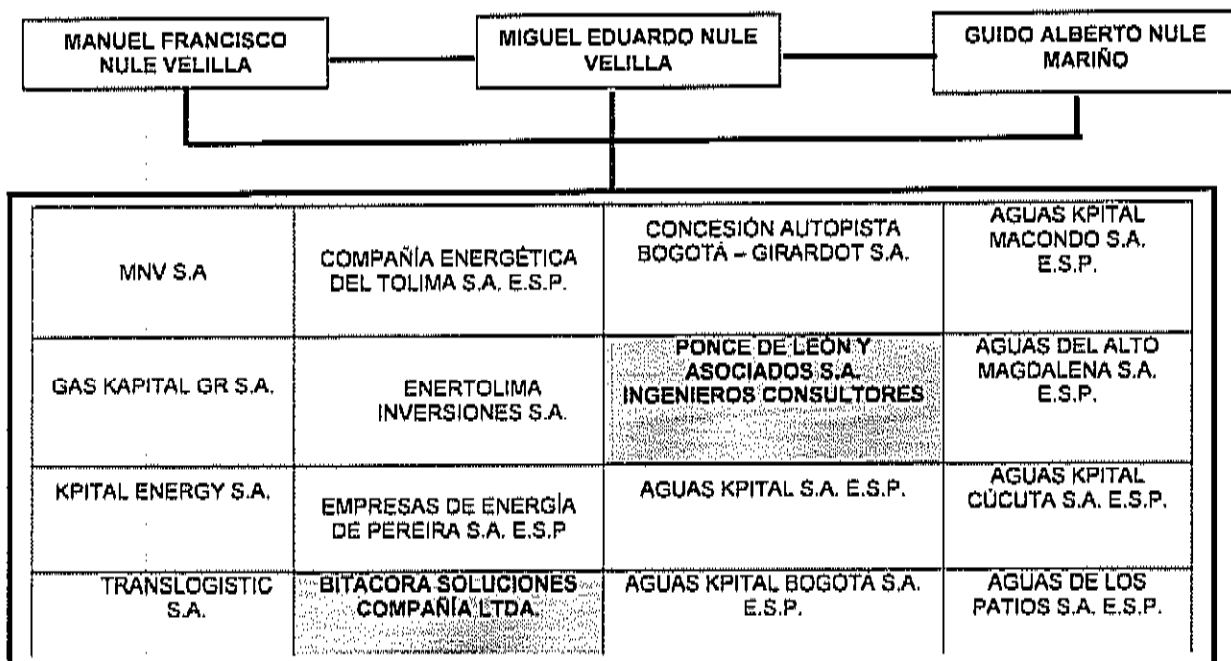 MANUEL FRANCISCO
NULE VELILLA
MIGUEL EDUARDO NULE
VELILLA
GUIDO ALBERTO NULE
MARIÑO
MNV S.A
COMPAÑÍA ENERGÉTICA
DEL TOLIMA S.A. E.S.P.
CONCESIÓN AUTOPISTA
BOGOTÁ – GIRARDOT S.A.
AGUAS KPITAL
MACONDO S.A.
E.S.P.
GAS KAPITAL GR S.A.
ENERTOLIMA
INVERSIONES S.A.
PONCE DE LEÓN Y
ASOCIADOS S.A.
INGENIEROS CONSULTORES
AGUAS DEL ALTO
MAGDALENA S.A.
E.S.P.
KPITAL ENERGY S.A.
EMPRESAS DE ENERGÍA
DE PEREIRA S.A. E.S.P
AGUAS KPITAL S.A. E.S.P.
AGUAS KPITAL
CÚCUTA S.A. E.S.P.
TRANSLOGISTIC
S.A.
BITÁCORA SOLUCIONES
COMPAÑÍA LTDA.
AGUAS KPITAL BOGOTÁ S.A.
E.S.P.
AGUAS DE LOS
PATIOS S.A. E.S.P.